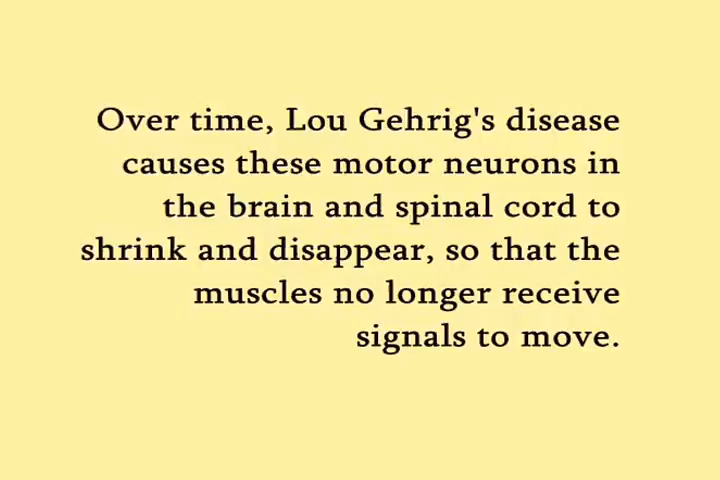 Over time, Lou Gehrig's disease
causes these motor neurons in
the brain and spinal cord to
shrink and disappear, so that the
muscles no longer receive
signals to move.